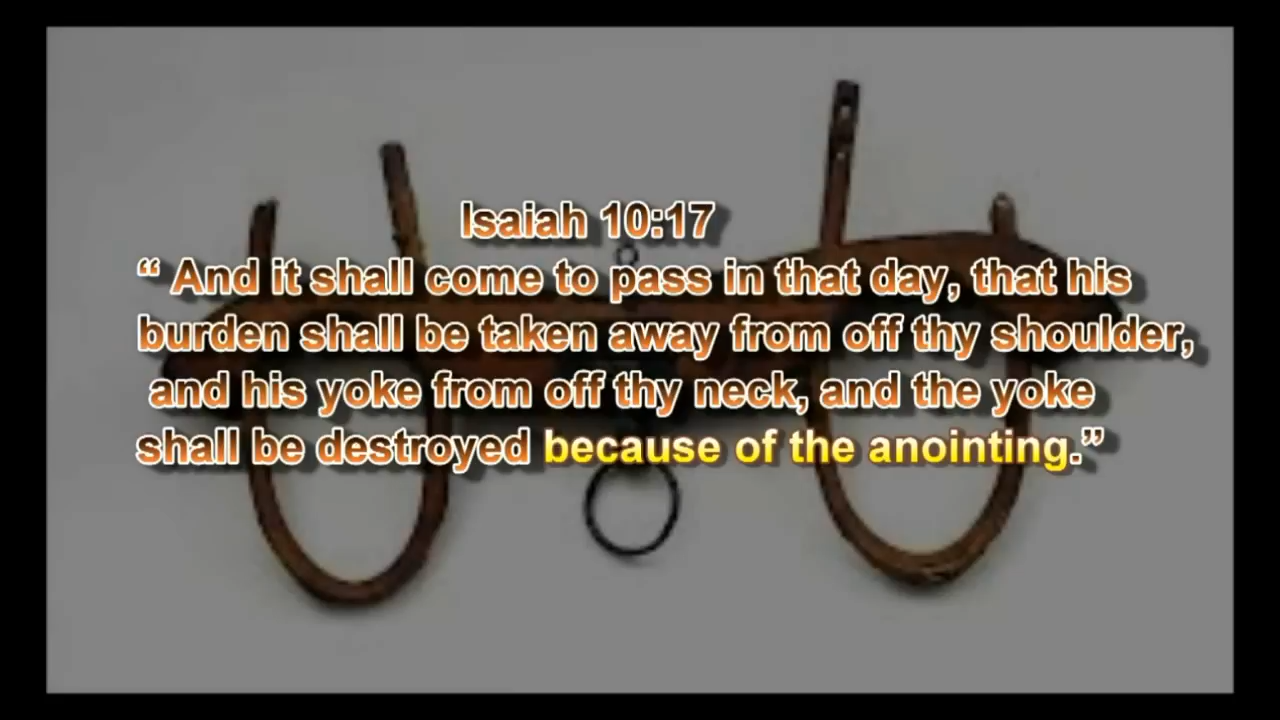 Isaiah 10:17
“ And it shall come to pass in that day, that his
burden shall be taken away from off thy shoulder,
and his yoke from off thy neck, and the yoke
shall be destroyed because of the anointing.”